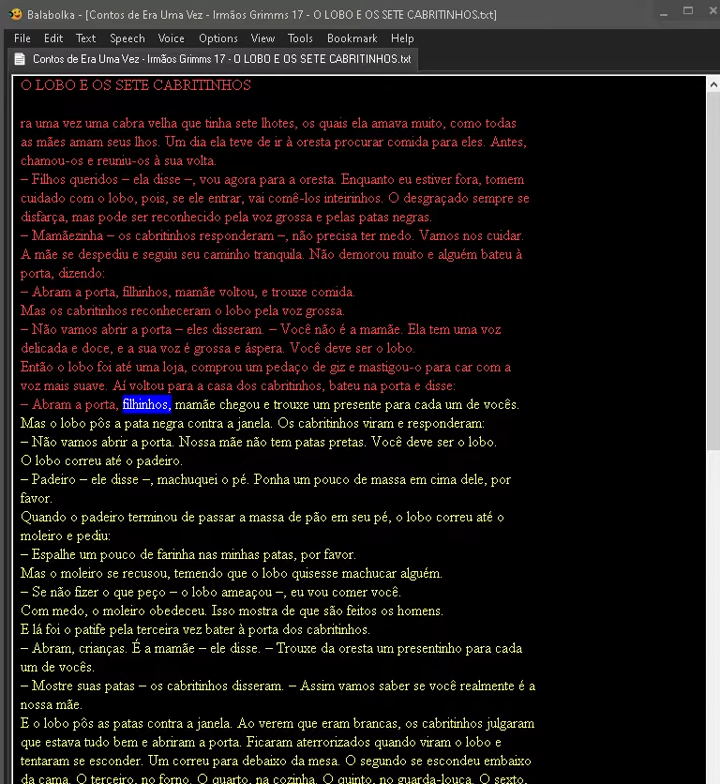 Balabolka - [Contos de Era Uma Vez - Irmãos Grimms 17 - O LOBO E OS SETE CABRITINHOS.txt]
File Edit Text Speech Voice Options View Tools Bookmark Help
Contos de Era Uma Vez - Irmãos Grimms 17 - O LOBO E OS SETE CABRITINHOS.txt
O LOBO E OS SETE CABRITINHOS
ra uma vez uma cabra velha que tinha sete lhotes, os quais ela amava muito, como todas
as mães amam seus lhos. Um dia ela teve de ir à oresta procurar comida para eles. Antes,
chamou-os e reuniu-os à sua volta.
– Filhos queridos – ela disse –, vou agora para a oresta. Enquanto eu estiver fora, tomem
cuidado com o lobo, pois, se ele entrar, vai comê-los inteirinhos. O desgraçado sempre se
disfarça, mas pode ser reconhecido pela voz grossa e pelas patas negras.
– Mamãezinha – os cabritinhos responderam –, não precisa ter medo. Vamos nos cuidar.
A mãe se despediu e seguiu seu caminho tranquila. Não demorou muito e alguém bateu à
porta, dizendo:
– Abram a porta, filhinhos, mamãe voltou, e trouxe comida.
Mas os cabritinhos reconheceram o lobo pela voz grossa.
– Não vamos abrir a porta – eles disseram. – Você não é a mamãe. Ela tem uma voz
delicada e doce, e a sua voz é grossa e áspera. Você deve ser o lobo.
Então o lobo foi até uma loja, comprou um pedaço de giz e mastigou-o para car com a
voz mais suave. Aí voltou para a casa dos cabritinhos, bateu na porta e disse:
– Abram a porta, filhinhos, mamãe chegou e trouxe um presente para cada um de vocês.
Mas o lobo pôs a pata negra contra a janela. Os cabritinhos viram e responderam:
– Não vamos abrir a porta. Nossa mãe não tem patas pretas. Você deve ser o lobo.
O lobo correu até o padeiro.
– Padeiro – ele disse –, machuquei o pé. Ponha um pouco de massa em cima dele, por
favor.
Quando o padeiro terminou de passar a massa de pão em seu pé, o lobo correu até o
moleiro e pediu:
– Espalhe um pouco de farinha nas minhas patas, por favor.
Mas o moleiro se recusou, temendo que o lobo quisesse machucar alguém.
– Se não fizer o que peço – o lobo ameaçou –, eu vou comer você.
Com medo, o moleiro obedeceu. Isso mostra de que são feitos os homens.
E lá foi o patife pela terceira vez bater à porta dos cabritinhos.
– Abram, crianças. É a mamãe – ele disse. – Trouxe da oresta um presentinho para cada
um de vocês.
– Mostre suas patas – os cabritinhos disseram. – Assim vamos saber se você realmente é a
nossa mãe.
E o lobo pôs as patas contra a janela. Ao verem que eram brancas, os cabritinhos julgaram
que estava tudo bem e abriram a porta. Ficaram aterrorizados quando viram o lobo e
tentaram se esconder. Um correu para debaixo da mesa. O segundo se escondeu embaixo
da cama. O terceiro, no forno. O quarto, na cozinha. O quinto, no guarda-louça. O sexto,